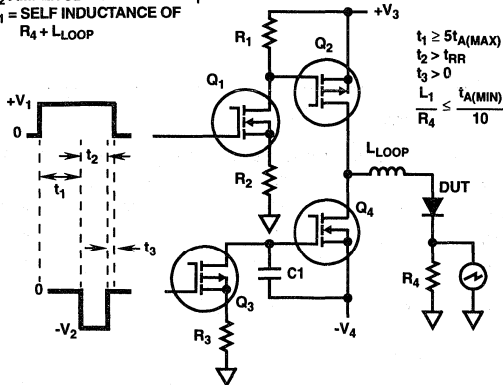 1 = SELF INDUCTANCE OF
R4 + LLOOP
+V3
R1
Q2
t1 ≥ 5tA(MAX)
t2 > tRR
t3 > 0
L1/R4 ≤ tA(MIN)/10
Q1
+V1
0
t2
t1
R2
LLOOP
DUT
Q4
t3
C1
R4
0
Q3
-V2
R3
-V4